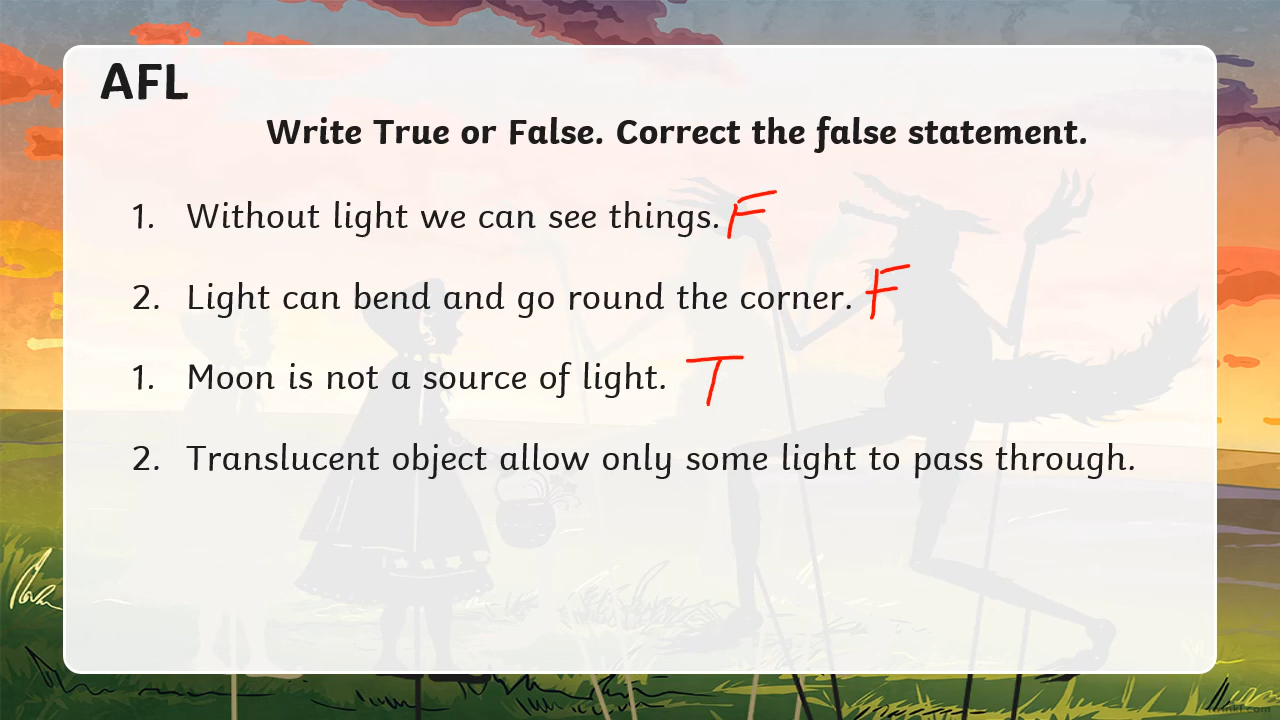 AFL
Write True or False. Correct the false statement.
1. Without light we can see things. F
2. Light can bend and go round the corner. F
1. Moon is not a source of light. T
2. Translucent object allow only some light to pass through.